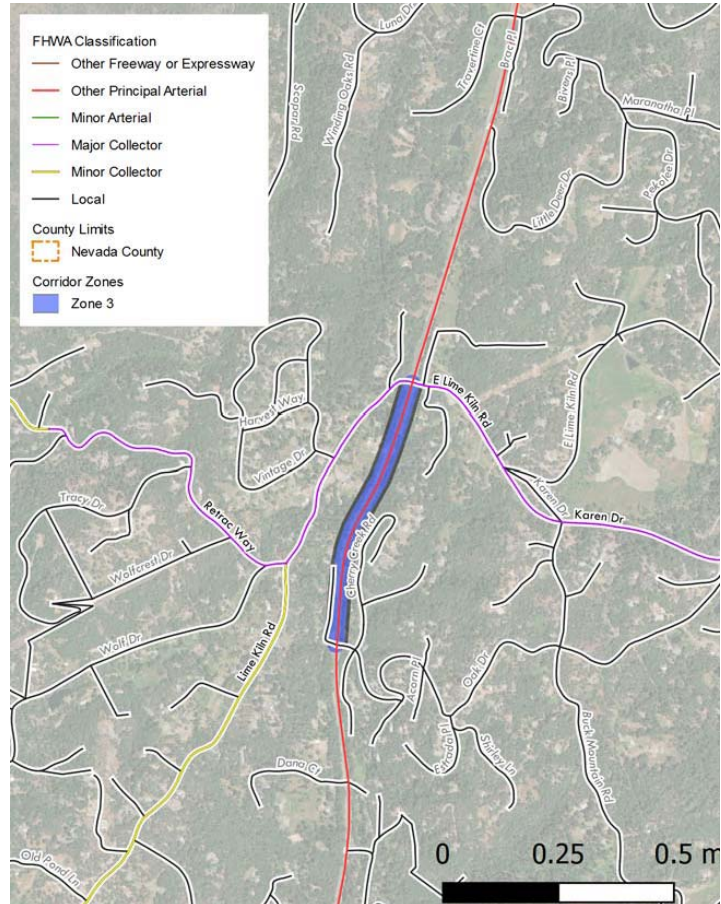 FHWA Classification
Other Freeway or Expressway
Other Principal Arterial
Minor Arterial
Major Collector
Minor Collector
Local
County Limits
Nevada County
Corridor Zones
Zone 3
Luna Dr
Winding Oaks Rd
Scopari Rd
Travertine Ct
Braci Pl
Bivens Pl
Maranatha Pl
Pekolee Dr
Little Deer Dr
E Lime Kiln Rd
E Lime Kiln Rd
Harvest Way
Vintage Dr
Karen Dr
Karen Dr
Tracy Dr
Retrac Way
Wolfcrest Dr
Cherry Creek Rd
Wolf Dr
Lime Kiln Rd
Acorn Pl
Oak Dr
Estrada Pl
Shirley Ln
Buck Mountain Rd
Dana Ct
Old Pond Ln
0 0.25 0.5 m